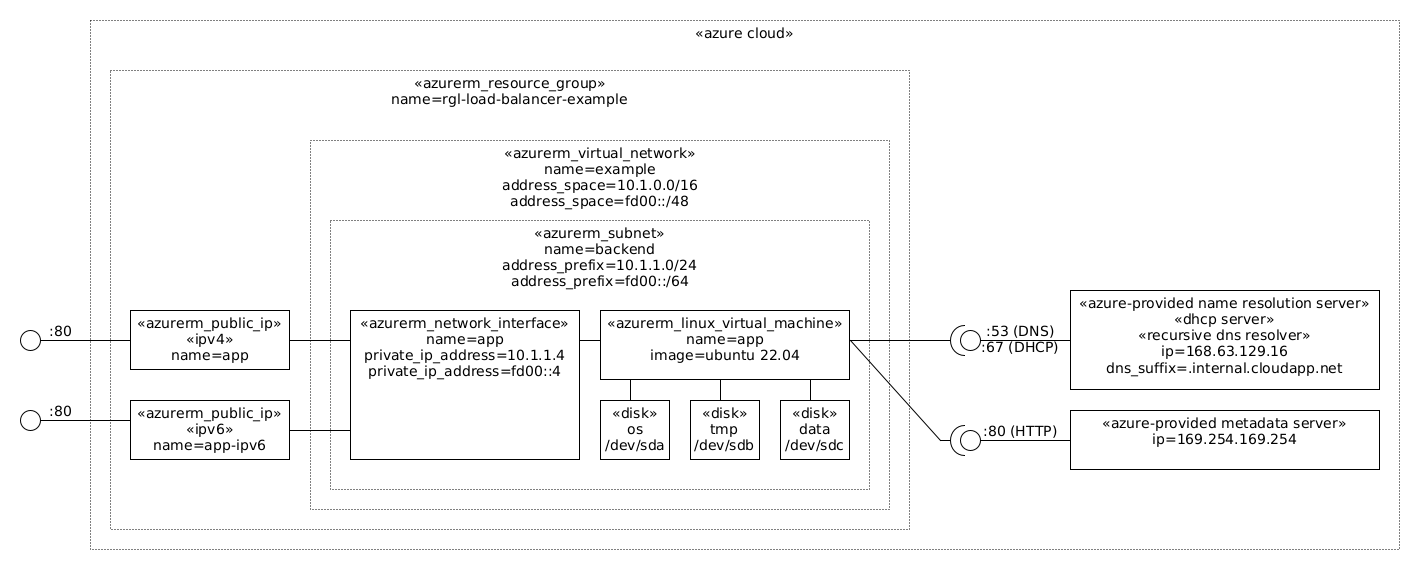 «azure cloud»
«azurerm_resource_group»
name=rgl-load-balancer-example
«azurerm_virtual_network»
name=example
address_space=10.1.0.0/16
address_space=fd00::/48
«azurerm_subnet»
name=backend
address_prefix=10.1.1.0/24
address_prefix=fd00::/64
:80
«azurerm_public_ip»
«ipv4»
name=app
:80
«azurerm_public_ip»
«ipv6»
name=app-ipv6
«azurerm_network_interface»
name=app
private_ip_address=10.1.1.4
private_ip_address=fd00::4
«azurerm_linux_virtual_machine»
name=app
image=ubuntu 22.04
«disk»
os
/dev/sda
«disk»
tmp
/dev/sdb
«disk»
data
/dev/sdc
:53 (DNS)
:67 (DHCP)
«azure-provided name resolution server»
«dhcp server»
«recursive dns resolver»
ip=168.63.129.16
dns_suffix=.internal.cloudapp.net
:80 (HTTP)
«azure-provided metadata server»
ip=169.254.169.254